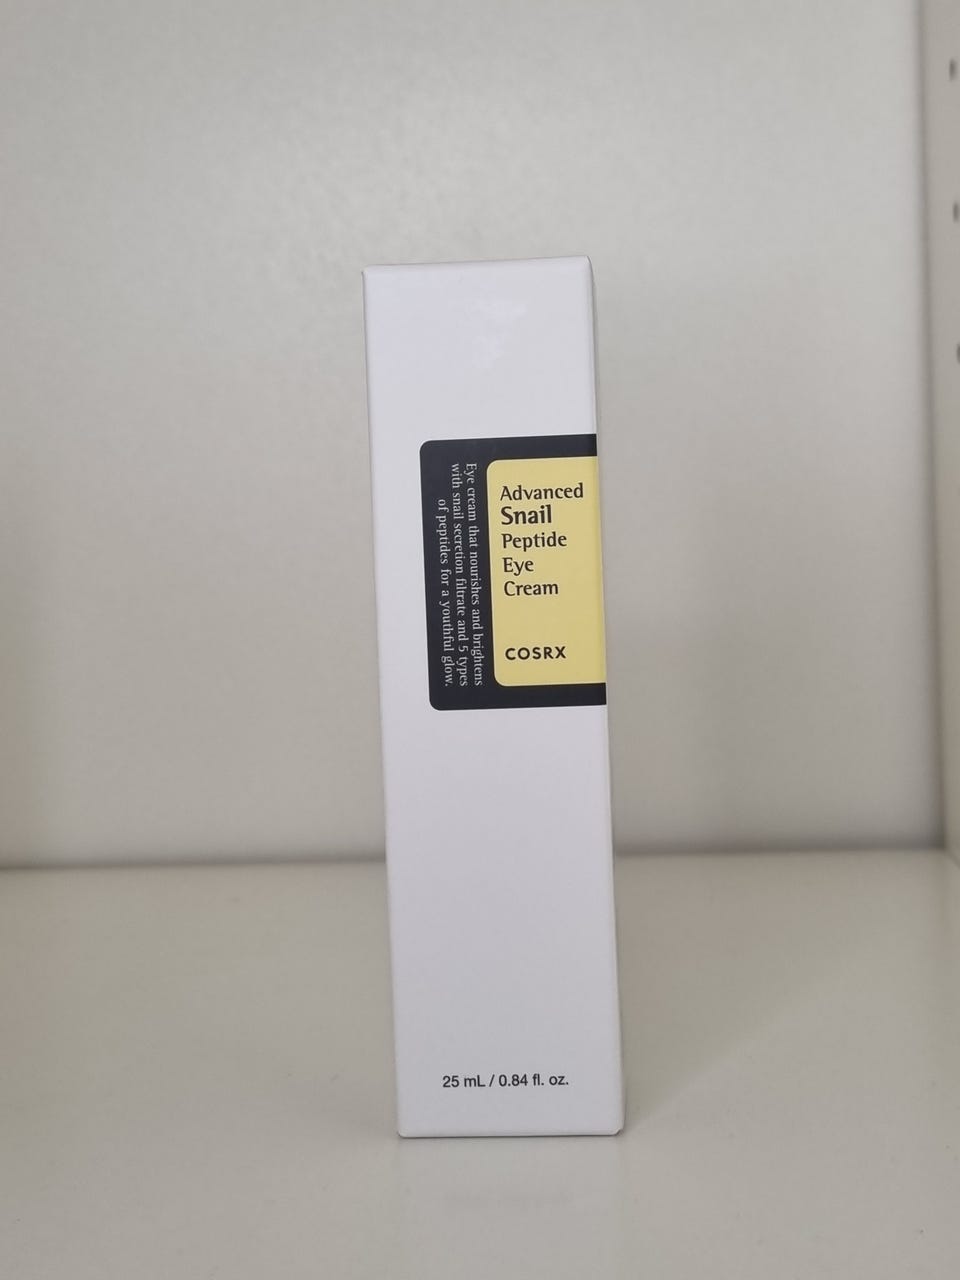 Advanced
Snail
Peptide
Eye
Cream
COSRX
Eye cream that nourishes and brightens
with snail secretion filtrate and 5 types
of peptides for a youthful glow.
25 mL / 0.84 fl. oz.